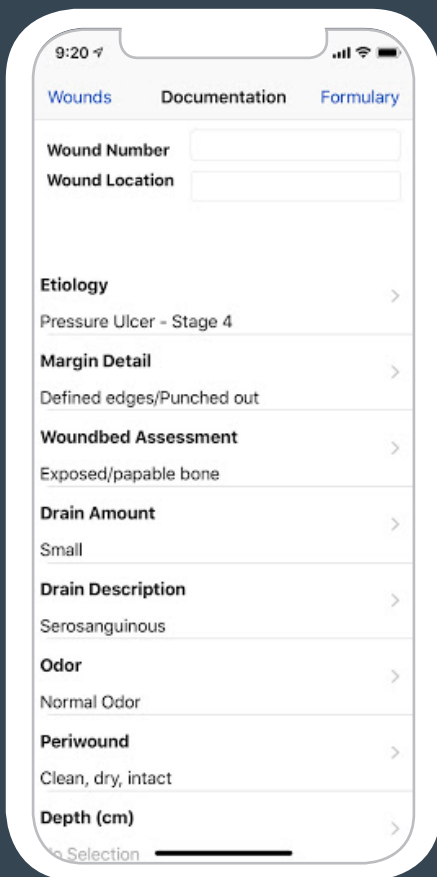 9:20
Wounds Documentation Formulary
Wound Number
Wound Location
Etiology
Pressure Ulcer - Stage 4
Margin Detail
Defined edges/Punched out
Woundbed Assessment
Exposed/papable bone
Drain Amount
Small
Drain Description
Serosanguinous
Odor
Normal Odor
Periwound
Clean, dry, intact
Depth (cm)
No Selection